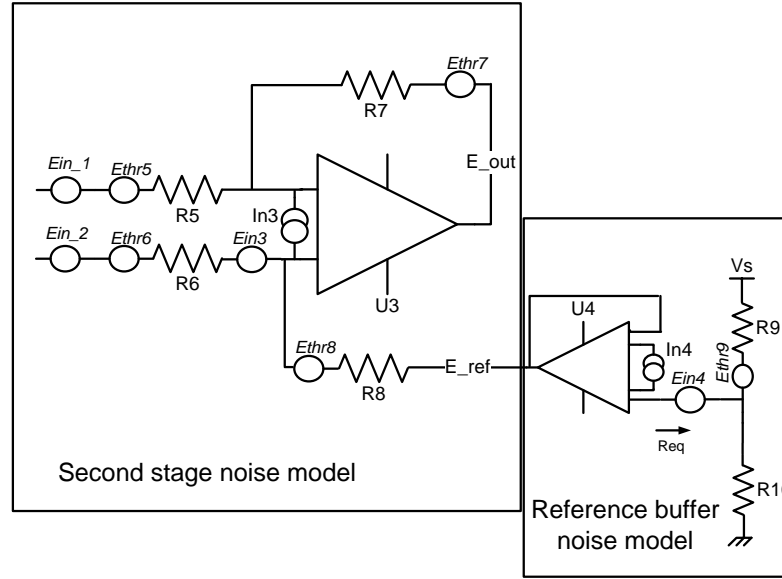 Ethr7
R7
E_out
Ein_1
Ethr5
R5
In3
Ein_2
Ethr6
R6
Ein3
U3
Ethr8
R8
E_ref
Second stage noise model
Vs
U4
R9
In4
Ethr9
Ein4
Req
R10
Reference buffer
noise model